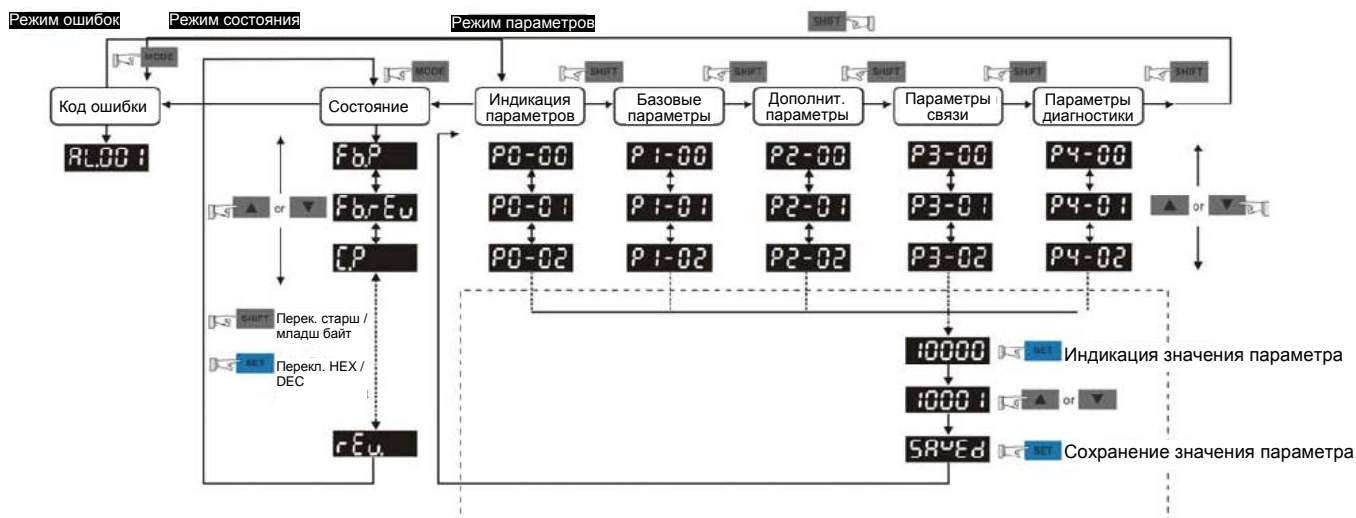 Режим ошибок
Режим состояния
Режим параметров
SHIFT
MODE
MODE
SHIFT
SHIFT
SHIFT
SHIFT
SHIFT
Код ошибки
Состояние
Индикация
параметров
Базовые
параметры
Дополнит.
параметры
Параметры
связи
Параметры
диагностики
AL.001
Fb.P
P0-00
P1-00
P2-00
P3-00
P4-00
▲ or ▼
Fb.rEu
P0-01
P1-01
P2-01
P3-01
P4-01
▲ or ▼
C.P
P0-02
P1-02
P2-02
P3-02
P4-02
SHIFT
Перек. старш /
младш байт
SET
Перекл. HEX /
DEC
10000
SET
Индикация значения параметра
10001
▲ or ▼
rEu.
SAVEd
SET
Сохранение значения параметра